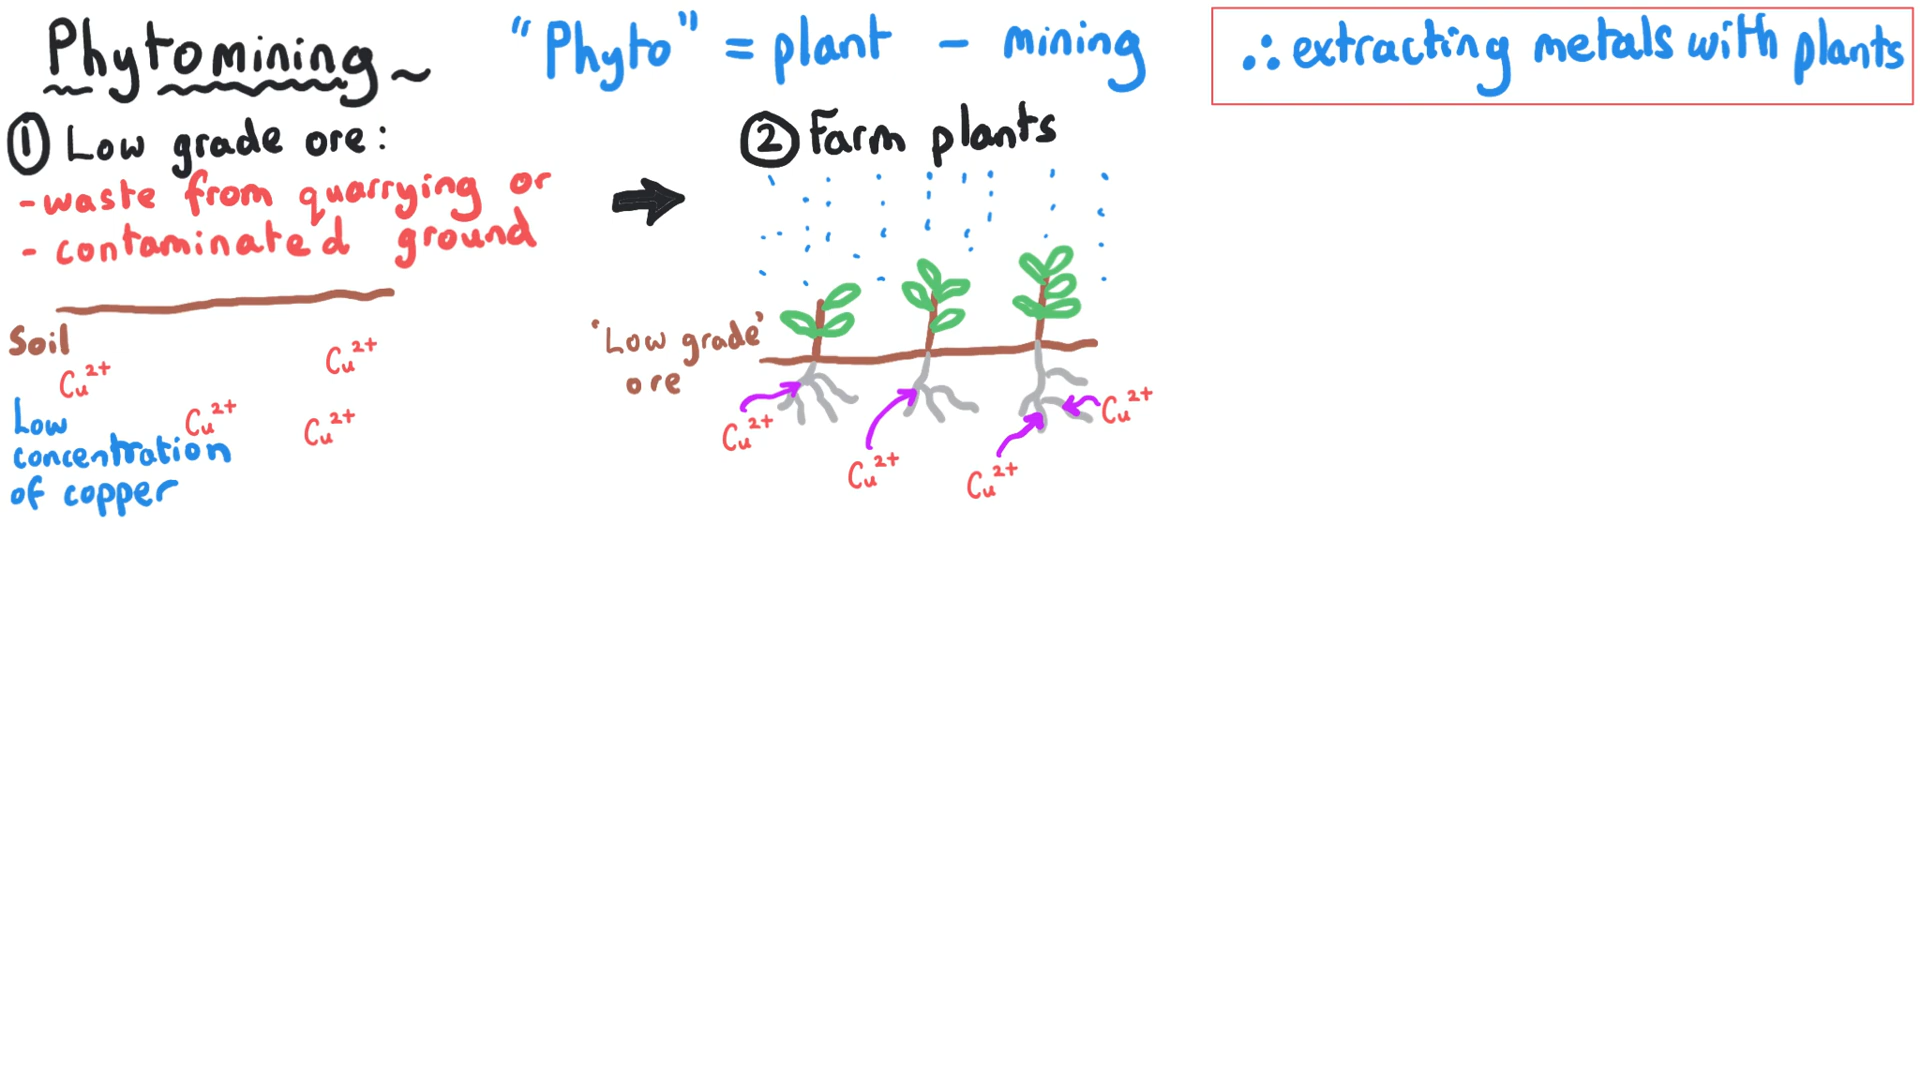 Phytomining ~
"Phyto" = plant - mining
∴ extracting metals with plants
① Low grade ore:
- waste from quarrying or
- contaminated ground
Soil
Cu²⁺
Cu²⁺
Cu²⁺
Cu²⁺
Low
concentration
of copper
② Farm plants
'Low grade'
ore
Cu²⁺
Cu²⁺
Cu²⁺
Cu²⁺